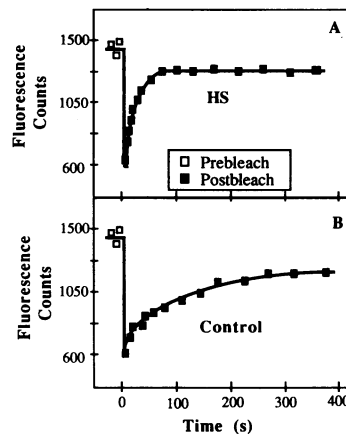 A
1500
1050
600
Fluorescence
Counts
HS
Prebleach
Postbleach
B
1500
1050
600
Fluorescence
Counts
Control
0 100 200 300 400
Time (s)